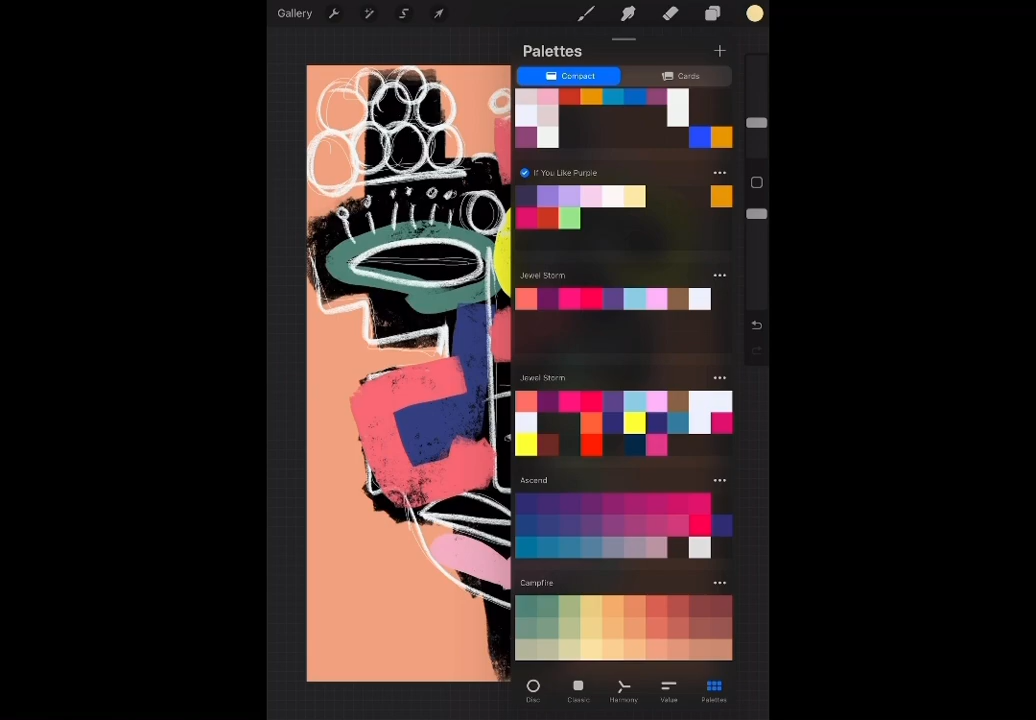 Gallery
Palettes
Compact
Cards
If You Like Purple
Jewel Storm
Jewel Storm
Ascend
Campfire
Disc
Classic
Harmony
Value
Palettes